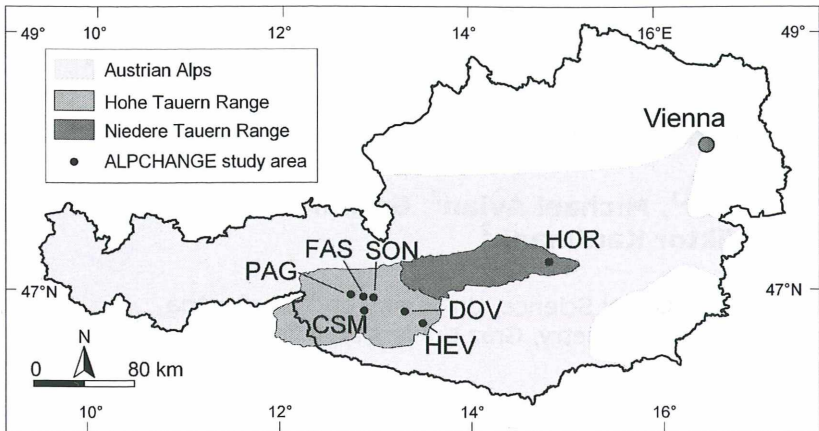 49° 12° 14° 16°E 49°
Austrian Alps
Hohe Tauern Range
Niedere Tauern Range
ALPCHANGE study area
Vienna
FAS SON HOR
PAG
47° 47°
CSM DOV
HEV
N
0 80 km
10° 12° 14° 16°